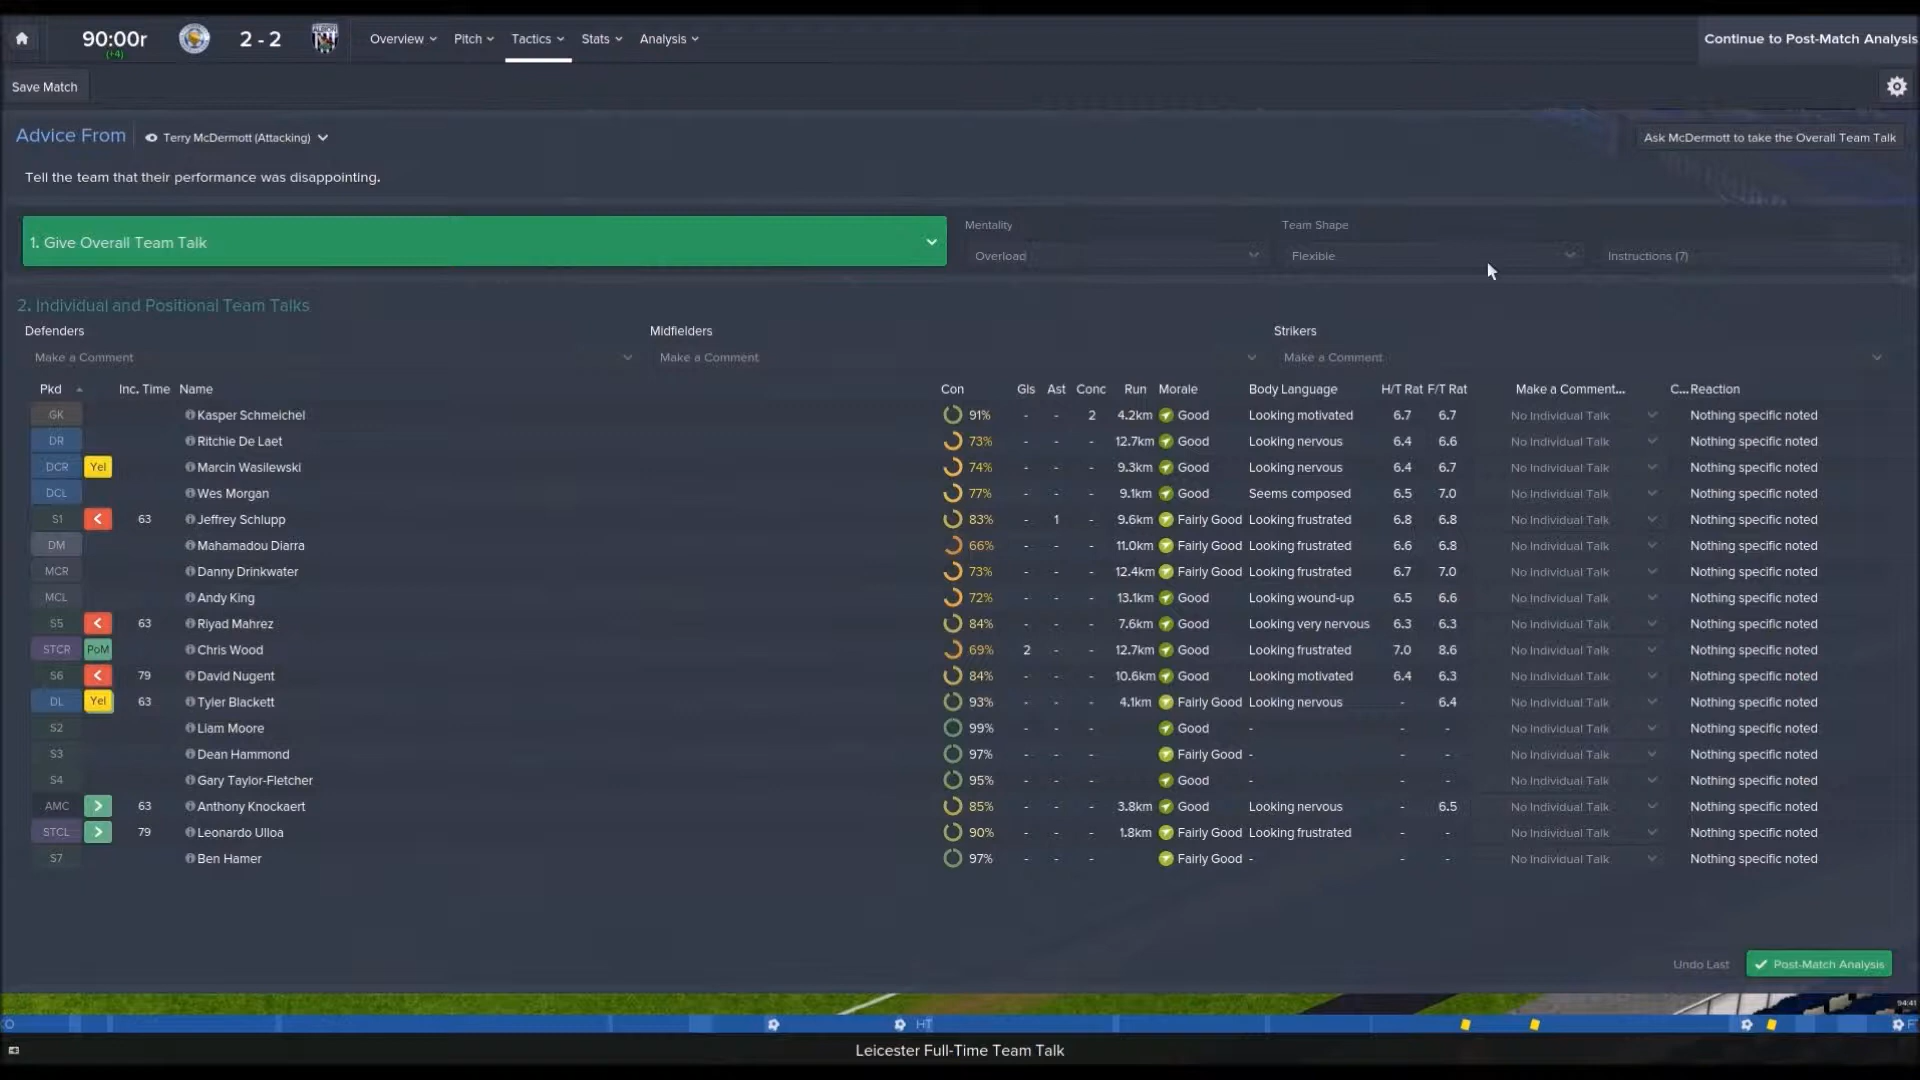 90:00r (+4) 2 - 2 Overview Pitch Tactics Stats Analysis Continue to Post-Match Analysis
Save Match
Advice From Terry McDermott (Attacking) Ask McDermott to take the Overall Team Talk
Tell the team that their performance was disappointing.
Mentality Team Shape
1. Give Overall Team Talk Overload Flexible Instructions (7)
2. Individual and Positional Team Talks
Defenders Midfielders Strikers
Make a Comment Make a Comment Make a Comment
Pkd Inc. Time Name Con Gls Ast Conc Run Morale Body Language H/T Rat F/T Rat Make a Comment... C... Reaction
GK Kasper Schmeichel 91% - - 2 4.2km Good Looking motivated 6.7 6.7 No Individual Talk Nothing specific noted
DR Ritchie De Laet 73% - - - 12.7km Good Looking nervous 6.4 6.6 No Individual Talk Nothing specific noted
DCR Yel Marcin Wasilewski 74% - - - 9.3km Good Looking nervous 6.4 6.7 No Individual Talk Nothing specific noted
DCL Wes Morgan 77% - - - 9.1km Good Seems composed 6.5 7.0 No Individual Talk Nothing specific noted
S1 63 Jeffrey Schlupp 83% - 1 - 9.6km Fairly Good Looking frustrated 6.8 6.8 No Individual Talk Nothing specific noted
DM Mahamadou Diarra 66% - - - 11.0km Fairly Good Looking frustrated 6.6 6.8 No Individual Talk Nothing specific noted
MCR Danny Drinkwater 73% - - - 12.4km Fairly Good Looking frustrated 6.7 7.0 No Individual Talk Nothing specific noted
MCL Andy King 72% - - - 13.1km Good Looking wound-up 6.5 6.6 No Individual Talk Nothing specific noted
S5 63 Riyad Mahrez 84% - - - 7.6km Good Looking very nervous 6.3 6.3 No Individual Talk Nothing specific noted
STCR PoM Chris Wood 69% 2 - - 12.7km Good Looking frustrated 7.0 8.6 No Individual Talk Nothing specific noted
S6 79 David Nugent 84% - - - 10.6km Good Looking motivated 6.4 6.3 No Individual Talk Nothing specific noted
DL Yel 63 Tyler Blackett 93% - - - 4.1km Fairly Good Looking nervous - 6.4 No Individual Talk Nothing specific noted
S2 Liam Moore 99% - - - Good - - - No Individual Talk Nothing specific noted
S3 Dean Hammond 97% - - - Fairly Good - - - No Individual Talk Nothing specific noted
S4 Gary Taylor-Fletcher 95% - - - Good - - - No Individual Talk Nothing specific noted
AMC 63 Anthony Knockaert 85% - - - 3.8km Good Looking nervous - 6.5 No Individual Talk Nothing specific noted
STCL 79 Leonardo Ulloa 90% - - - 1.8km Fairly Good Looking frustrated - - No Individual Talk Nothing specific noted
S7 Ben Hamer 97% - - - Fairly Good - - - No Individual Talk Nothing specific noted
Undo Last Post-Match Analysis
94:41
HT
Leicester Full-Time Team Talk